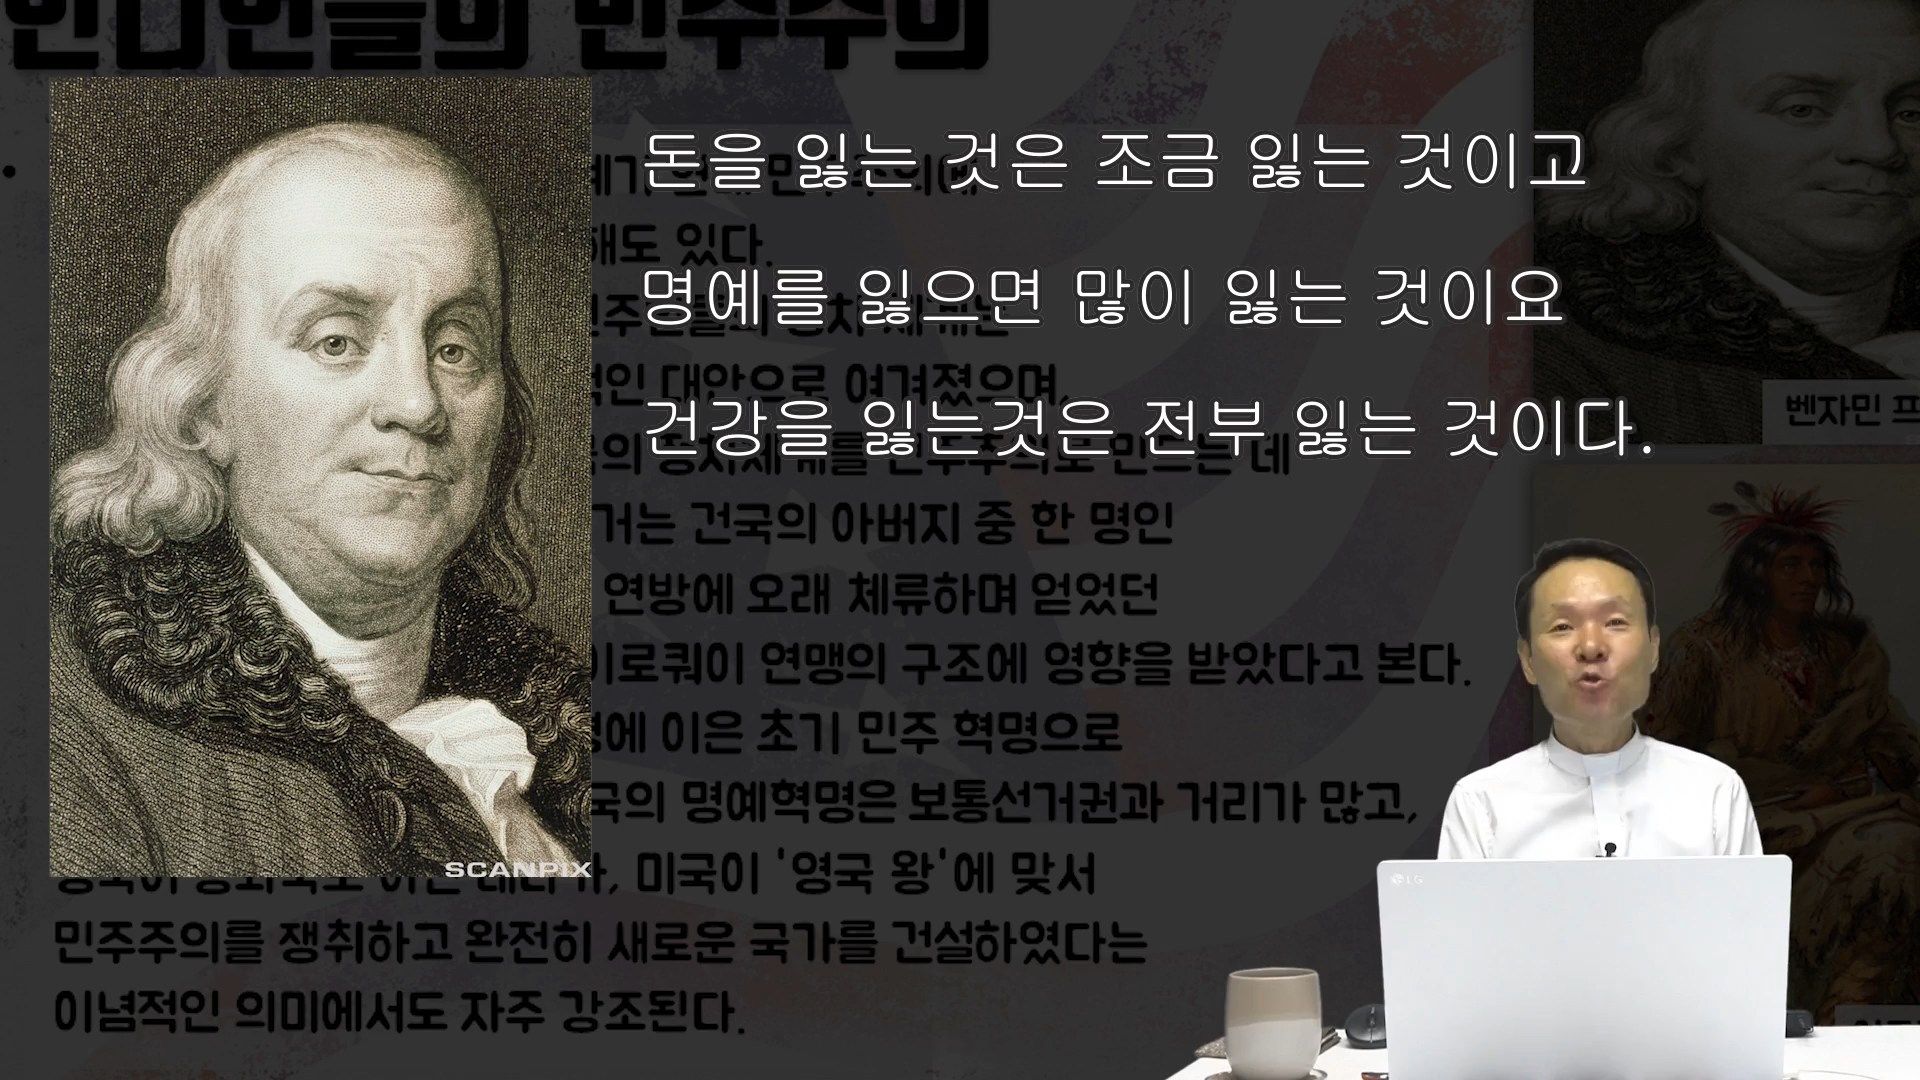 인디언들의 민주주의
돈을 잃는 것은 조금 잃는 것이고
해도 있다.
명예를 잃으면 많이 잃는 것이요
대안으로 여겨졌으며,
벤자민
건강을 잃는것은 전부 잃는 것이다.
건국의 아버지 중 한 명인
연방에 오래 체류하며 얻었던
이로쿼이 연맹의 구조에 영향을 받았다고 본다.
이은 초기 민주 혁명으로
명예혁명은 보통선거권과 거리가 많고,
SCANPIX
미국이 '영국 왕'에 맞서
LG
민주주의를 쟁취하고 완전히 새로운 국가를 건설하였다는
이념적인 의미에서도 자주 강조된다.